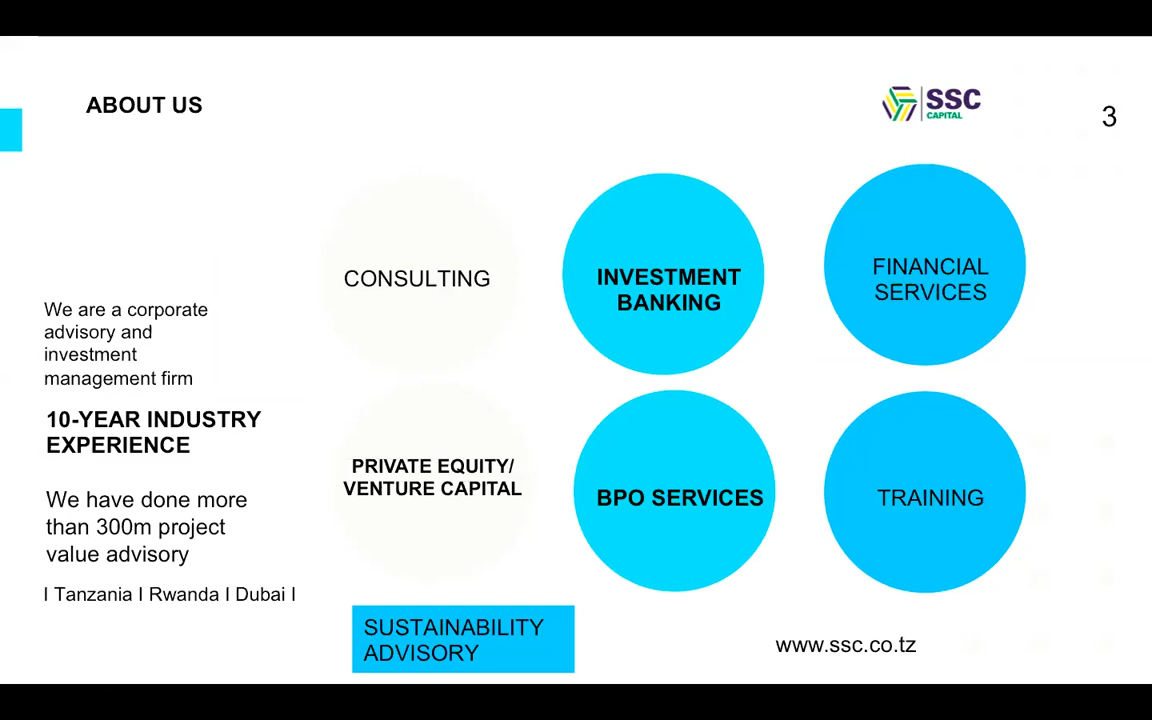 ABOUT US
SSC
CAPITAL
3
CONSULTING
INVESTMENT
BANKING
FINANCIAL
SERVICES
We are a corporate
advisory and
investment
management firm
10-YEAR INDUSTRY
EXPERIENCE
We have done more
than 300m project
value advisory
I Tanzania I Rwanda I Dubai I
PRIVATE EQUITY/
VENTURE CAPITAL
BPO SERVICES
TRAINING
SUSTAINABILITY
ADVISORY
www.ssc.co.tz